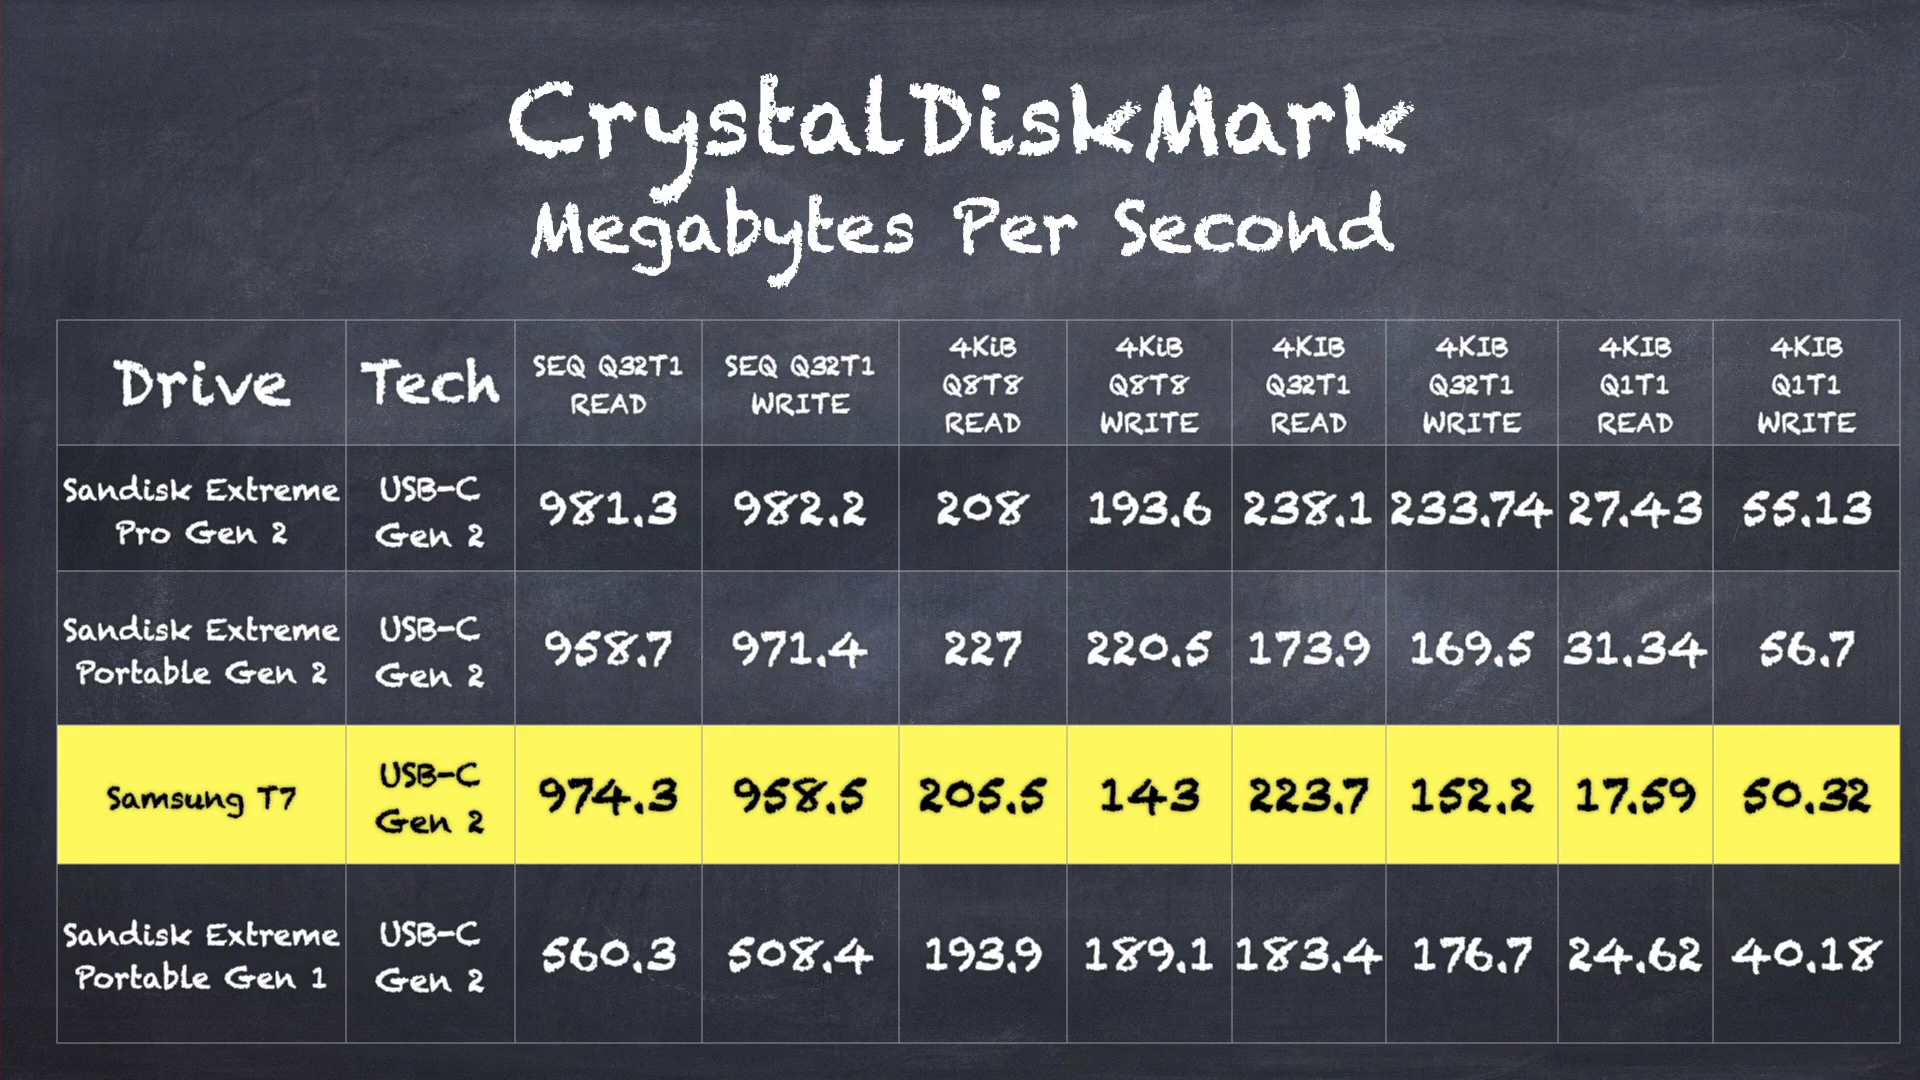 CrystalDiskMark
Megabytes Per Second
Drive Tech SEQ Q32T1 READ SEQ Q32T1 WRITE 4KiB Q8T8 READ 4KiB Q8T8 WRITE 4KIB Q32T1 READ 4KIB Q32T1 WRITE 4KIB Q1T1 READ 4KIB Q1T1 WRITE
Sandisk Extreme Pro Gen 2 USB-C Gen 2 981.3 982.2 208 193.6 238.1 233.74 27.43 55.13
Sandisk Extreme Portable Gen 2 USB-C Gen 2 958.7 971.4 227 220.5 173.9 169.5 31.34 56.7
Samsung T7 USB-C Gen 2 974.3 958.5 205.5 143 223.7 152.2 17.59 50.32
Sandisk Extreme Portable Gen 1 USB-C Gen 2 560.3 508.4 193.9 189.1 183.4 176.7 24.62 40.18